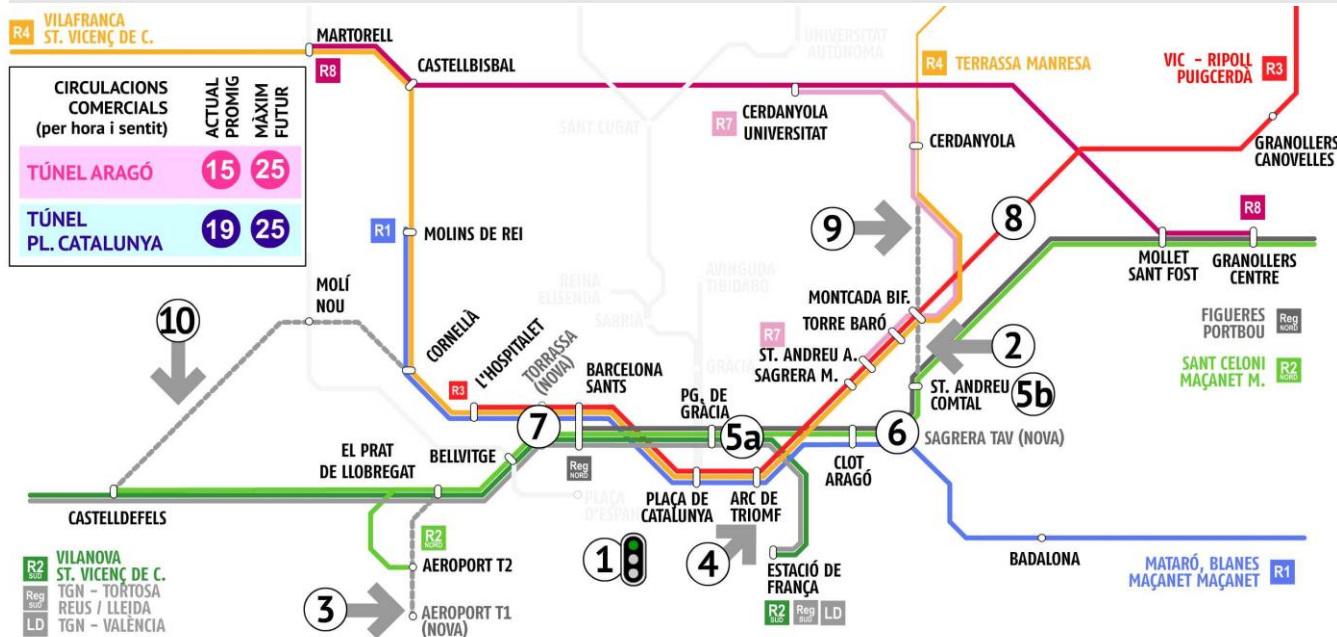 R4 VILAFRANCA
ST. VICENÇ DE C.
MARTORELL
R8
CASTELLBISBAL
UNIVERSITAT
AUTÒNOMA
R4 TERRASSA MANRESA
VIC - RIPOLL
PUIGCERDÀ
R3
CIRCULACIONS
COMERCIALS
(per hora i sentit)
ACTUAL
PROMIG
MÀXIM
FUTUR
TÚNEL ARAGÓ
15
25
TÚNEL
PL. CATALUNYA
19
25
SANT CUGAT
R7
CERDANYOLA
UNIVERSITAT
CERDANYOLA
GRANOLLERS
CANOVELLES
R1
MOLINS DE REI
9
8
R8
MOLLET
SANT FOST
GRANOLLERS
CENTRE
MOLÍ
NOU
10
REINA
ELISENDA
SARRIÀ
AVINGUDA
TIBIDABO
GRÀCIA
MONTCADA BIF.
TORRE BARÓ
R7
ST. ANDREU A.
SAGRERA M.
2
FIGUERES
PORTBOU
Reg
NORD
SANT CELONI
MAÇANET M.
R2
NORD
CORNELLÀ
R3
L'HOSPITALET
TORRASSA
(NOVA)
BARCELONA
SANTS
PG. DE
GRÀCIA
ST. ANDREU
COMTAL
5b
7
5a
6
SAGRERA TAV (NOVA)
EL PRAT
DE LLOBREGAT
BELLVITGE
Reg
NORD
CLOT
ARAGÓ
CASTELLDEFELS
PLAÇA
D'ESPANYA
PLAÇA DE
CATALUNYA
ARC DE
TRIOMF
R2
NORD
AEROPORT T2
1
4
BADALONA
ESTACIÓ DE
FRANÇA
R2
SUD
Reg
SUD
LD
MATARÓ, BLANES
MAÇANET MAÇANET
R1
R2
SUD
VILANOVA
ST. VICENÇ DE C.
Reg
SUD
TGN - TORTOSA
REUS / LLEIDA
LD
TGN - VALÈNCIA
3
AEROPORT T1
(NOVA)